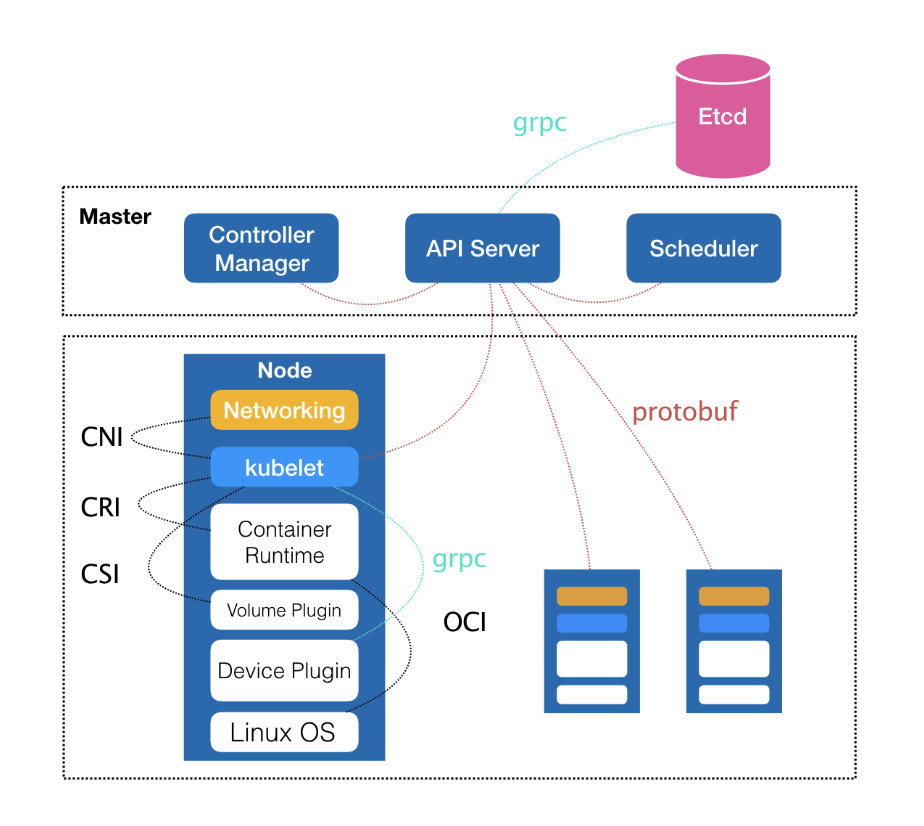 Etcd
grpc
Master
Controller
Manager
API Server
Scheduler
Node
Networking
protobuf
CNI
kubelet
CRI
Container
Runtime
grpc
CSI
Volume Plugin
OCI
Device Plugin
Linux OS